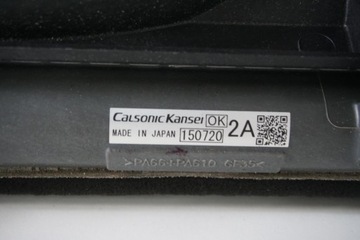 Calsonic Kansei OK 2A
MADE IN JAPAN 150720